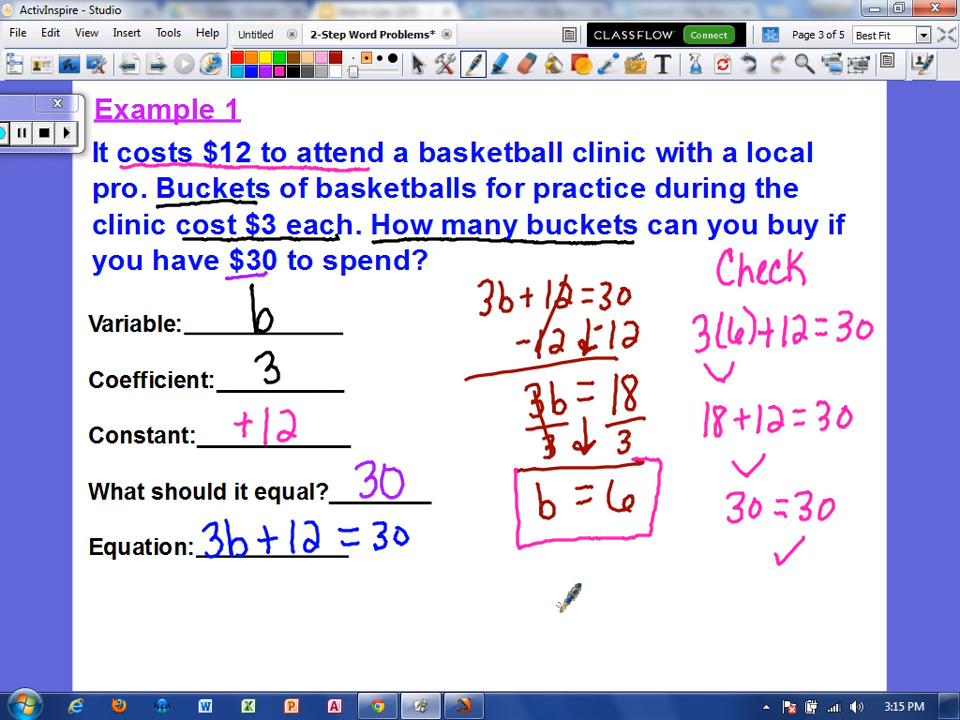 ActivInspire - Studio
File Edit View Insert Tools Help
Untitled
2-Step Word Problems*
CLASSFLOW Connect
Page 3 of 5
Best Fit
Example 1
It costs $12 to attend a basketball clinic with a local
pro. Buckets of basketballs for practice during the
clinic cost $3 each. How many buckets can you buy if
you have $30 to spend?
Variable: b
Coefficient: 3
Constant: +12
What should it equal? 30
Equation: 3b+12=30
3b+12=30
-12 -12
3b = 18
3 3
b = 6
Check
3(6)+12=30
18+12=30
30=30
3:15 PM